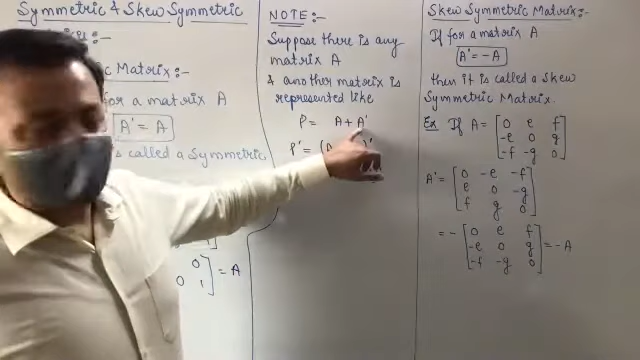 Symmetric & Skew Symmetric
Matrix:-
for a matrix A
A' = A
is called a Symmetric
0
0 1 ] = A
NOTE:-
Suppose there is any
matrix A
& another matrix is
represented like
P = A + A'
P' = (A )'
Skew Symmetric Matrix:-
If for a matrix A
A' = -A
then it is called a Skew
Symmetric Matrix.
Ex If A = [ 0 e f
-e 0 g
-f -g 0 ]
A' = [ 0 -e -f
e 0 -g
f g 0 ]
= - [ 0 e f
-e 0 g
-f -g 0 ] = -A